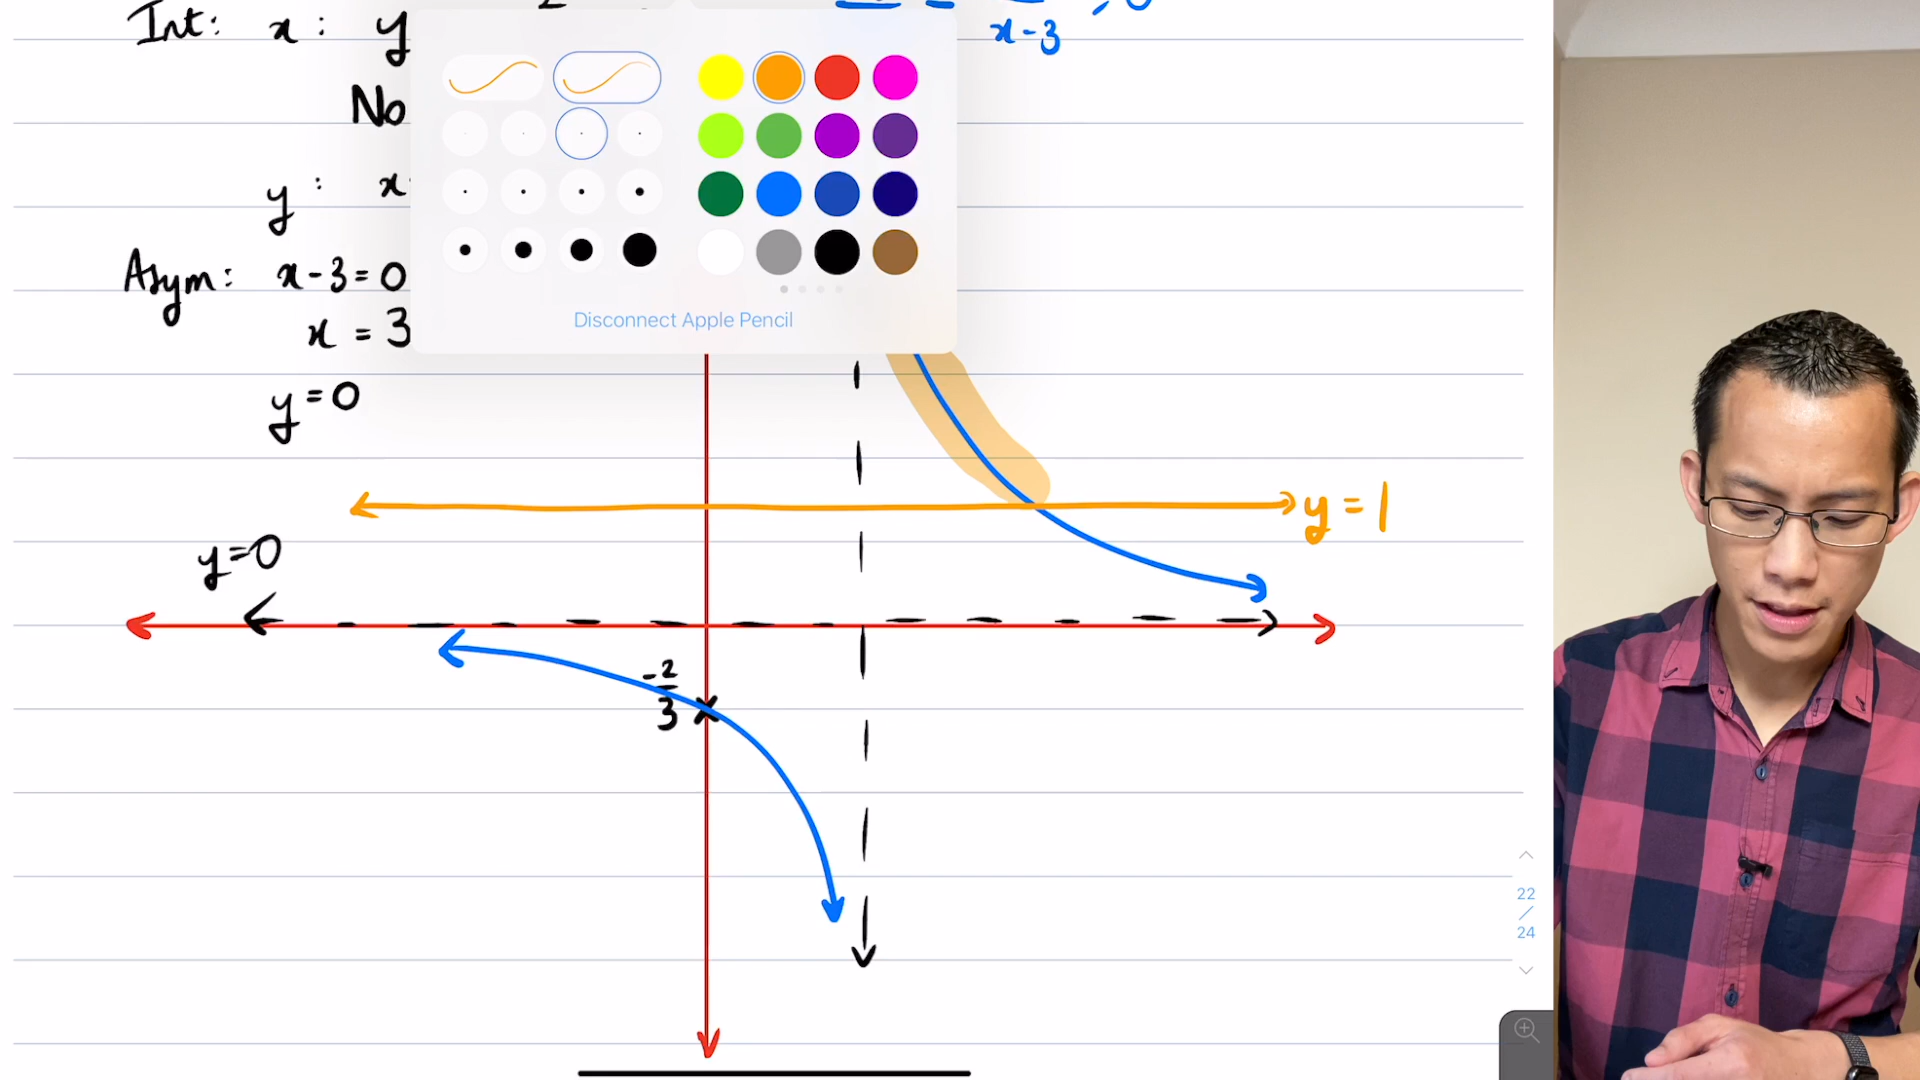 Int: x: y
x-3
No
y: x
Asym: x-3=0
x = 3
Disconnect Apple Pencil
y=0
y=1
y=0
-2/3
22
/
24